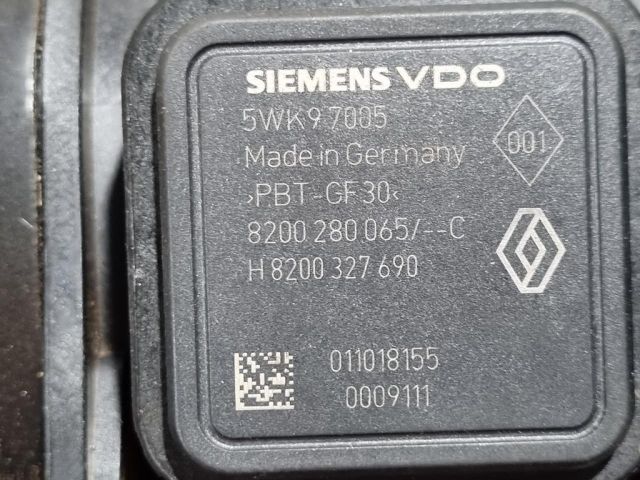 SIEMENS VDO
5WK9 7005
001
Made in Germany
>PBT-GF30<
8200 280 065/--C
H 8200 327 690
011018155
0009111